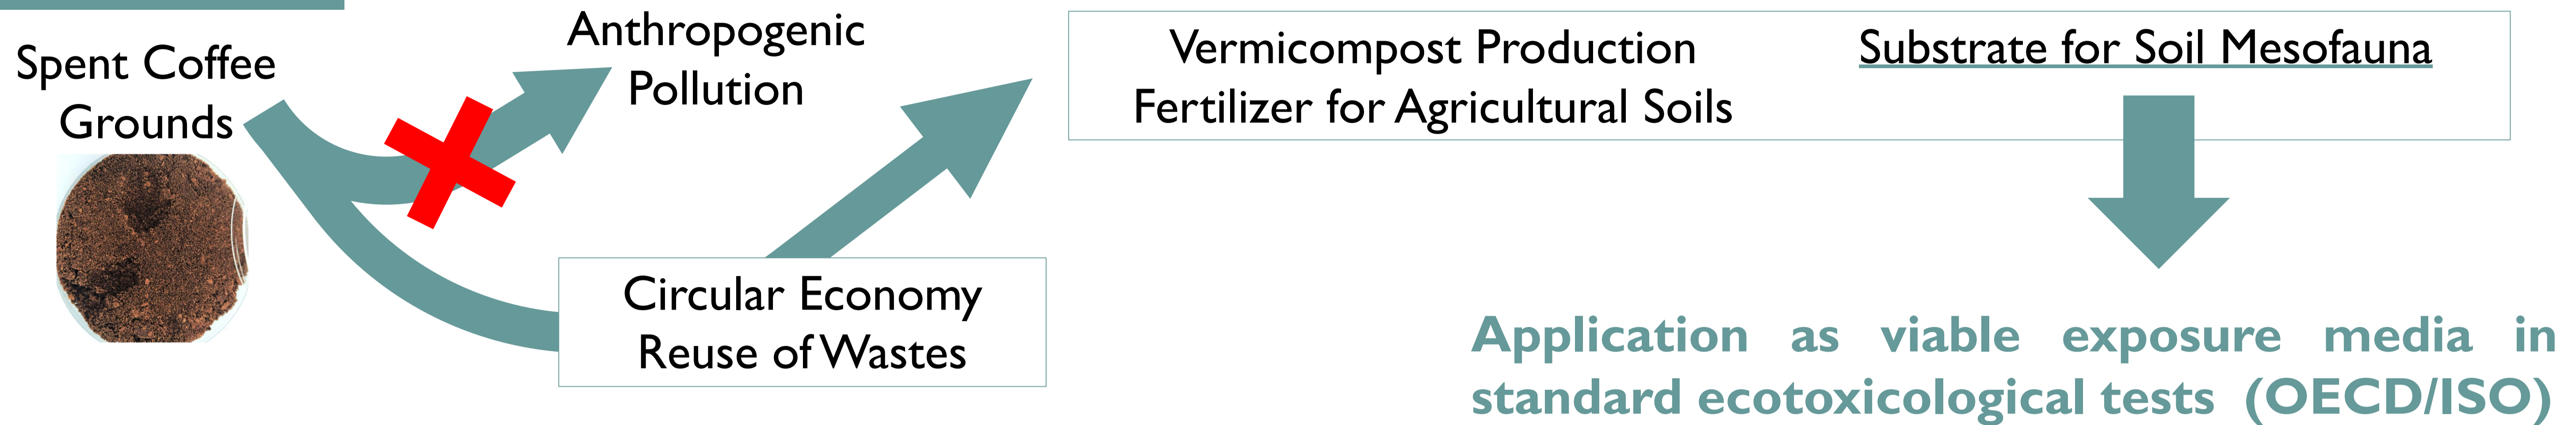 Spent Coffee
Grounds
Anthropogenic
Pollution
Circular Economy
Reuse of Wastes
Vermicompost Production
Fertilizer for Agricultural Soils
Substrate for Soil Mesofauna
Application as viable exposure media in
standard ecotoxicological tests (OECD/ISO)